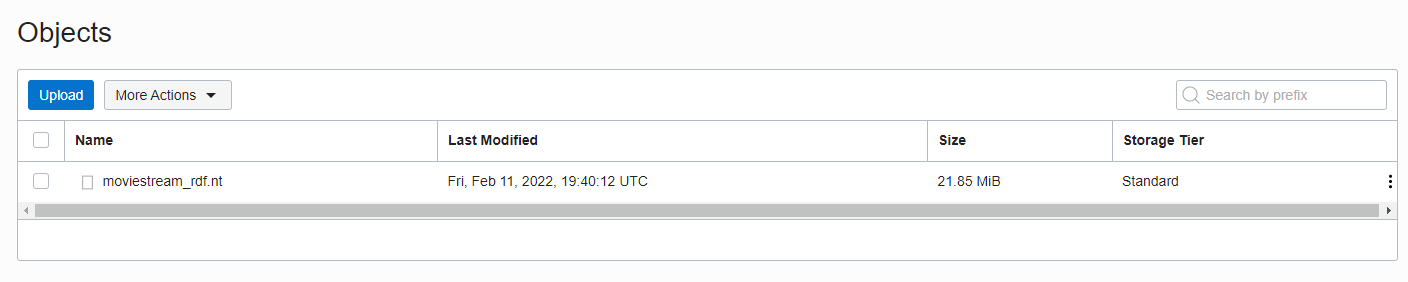 Objects
Upload More Actions Search by prefix
Name Last Modified Size Storage Tier
moviestream_rdf.nt Fri, Feb 11, 2022, 19:40:12 UTC 21.85 MiB Standard